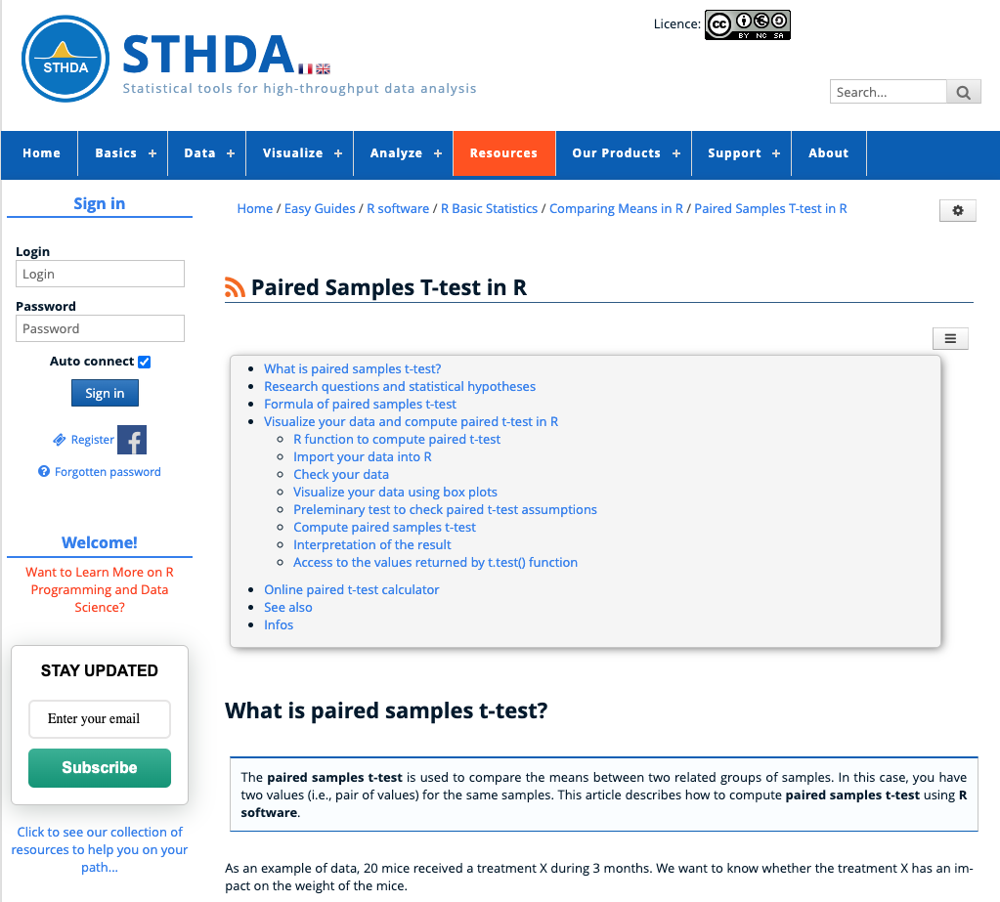 Licence:
BY NC SA
STHDA
STHDA
Statistical tools for high-throughput data analysis
Search...
Home
Basics +
Data +
Visualize +
Analyze +
Resources
Our Products +
Support +
About
Sign in
Login
Login
Password
Password
Auto connect
Sign in
Register
Forgotten password
Welcome!
Want to Learn More on R
Programming and Data
Science?
STAY UPDATED
Enter your email
Subscribe
Click to see our collection of
resources to help you on your
path...
Home / Easy Guides / R software / R Basic Statistics / Comparing Means in R / Paired Samples T-test in R
Paired Samples T-test in R
What is paired samples t-test?
Research questions and statistical hypotheses
Formula of paired samples t-test
Visualize your data and compute paired t-test in R
R function to compute paired t-test
Import your data into R
Check your data
Visualize your data using box plots
Preleminary test to check paired t-test assumptions
Compute paired samples t-test
Interpretation of the result
Access to the values returned by t.test() function
Online paired t-test calculator
See also
Infos
What is paired samples t-test?
The paired samples t-test is used to compare the means between two related groups of samples. In this case, you have
two values (i.e., pair of values) for the same samples. This article describes how to compute paired samples t-test using R
software.
As an example of data, 20 mice received a treatment X during 3 months. We want to know whether the treatment X has an im-
pact on the weight of the mice.